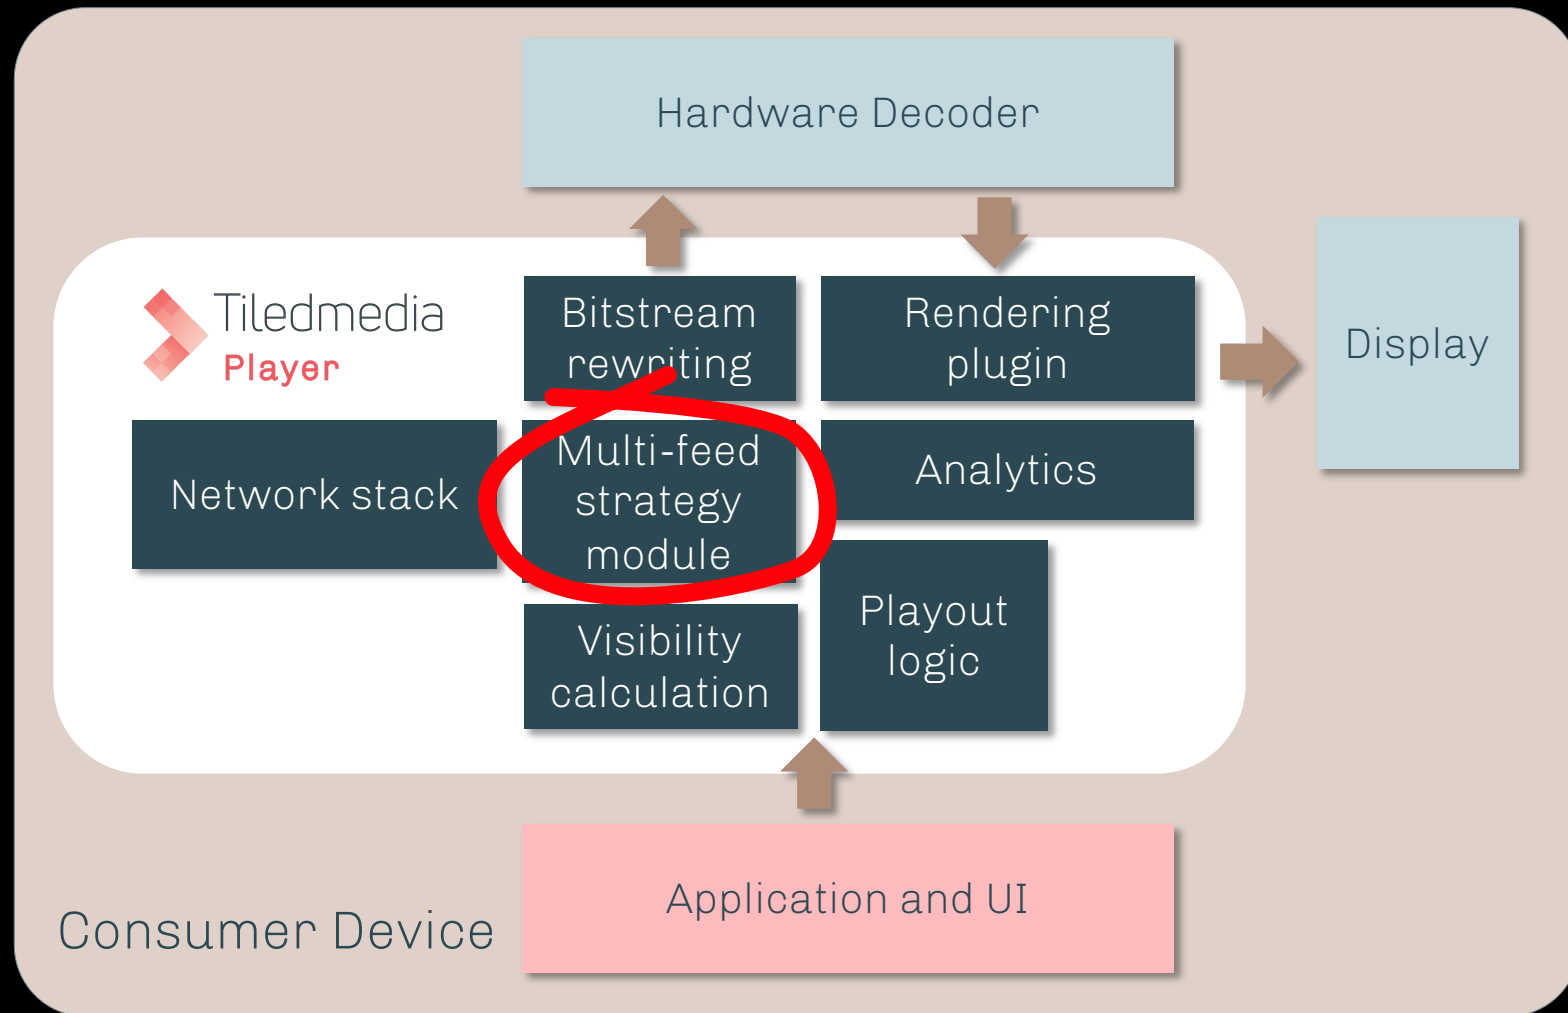 Hardware Decoder
Tiledmedia
Player
Bitstream
rewriting
Rendering
plugin
Display
Network stack
Multi-feed
strategy
module
Analytics
Visibility
calculation
Playout
logic
Application and UI
Consumer Device